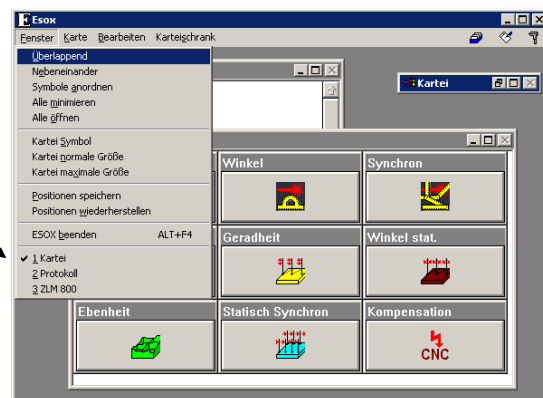 Esox
Fenster Karte Bearbeiten Karteischrank
Überlappend
Nebeneinander
Symbole anordnen
Alle minimieren
Alle öffnen
Kartei Symbol
Kartei normale Größe
Kartei maximale Größe
Positionen speichern
Positionen wiederherstellen
ESOX beenden ALT+F4
1 Kartei
2 Protokoll
3 ZLM 800
Kartei
Winkel
Synchron
Geradheit
Winkel stat.
Ebenheit
Statisch Synchron
Kompensation
CNC